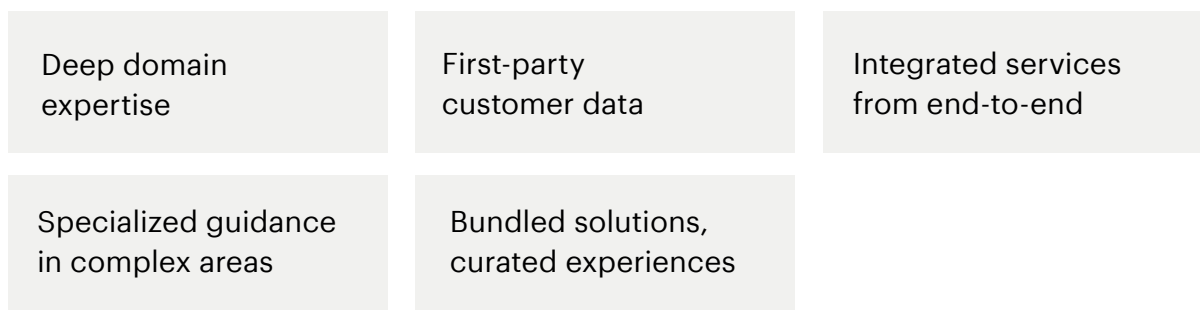 Deep domain
expertise
First-party
customer data
Integrated services
from end-to-end
Specialized guidance
in complex areas
Bundled solutions,
curated experiences